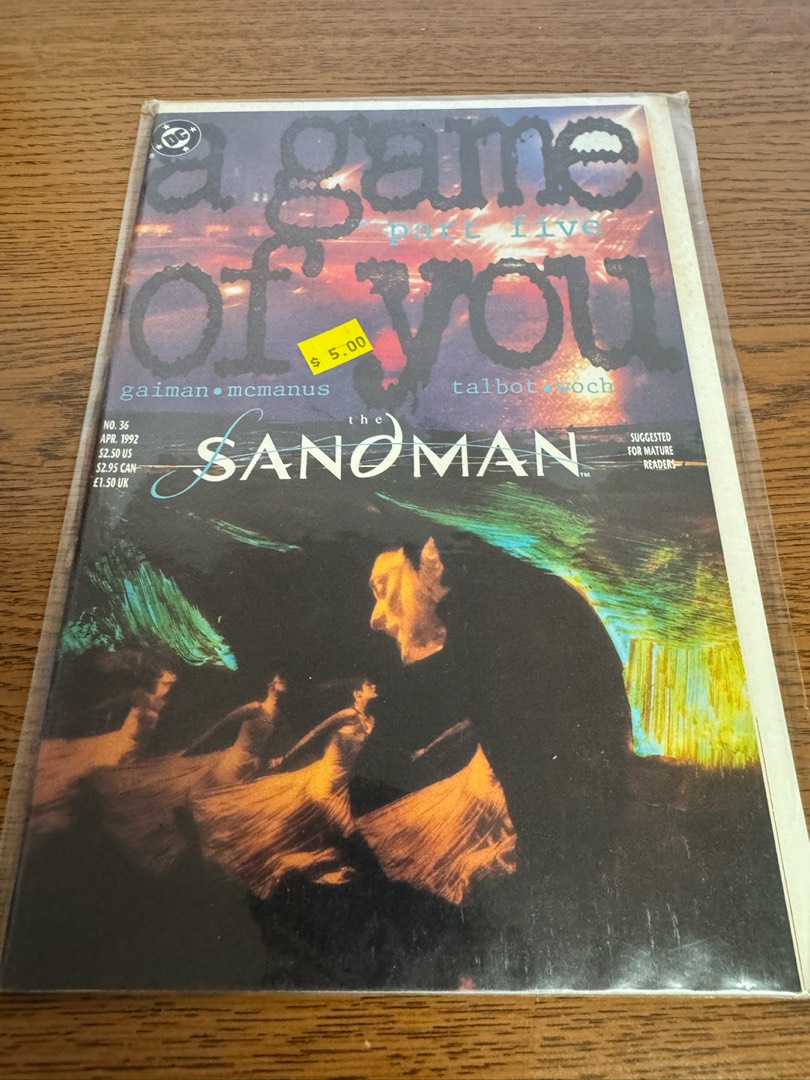 DC
a game
part five
of you
$ 5.00
gaiman • mcmanus talbot • woch
NO. 36
APR. 1992
$2.50 US
$2.95 CAN
£1.50 UK
the
SANDMAN™
SUGGESTED
FOR MATURE
READERS